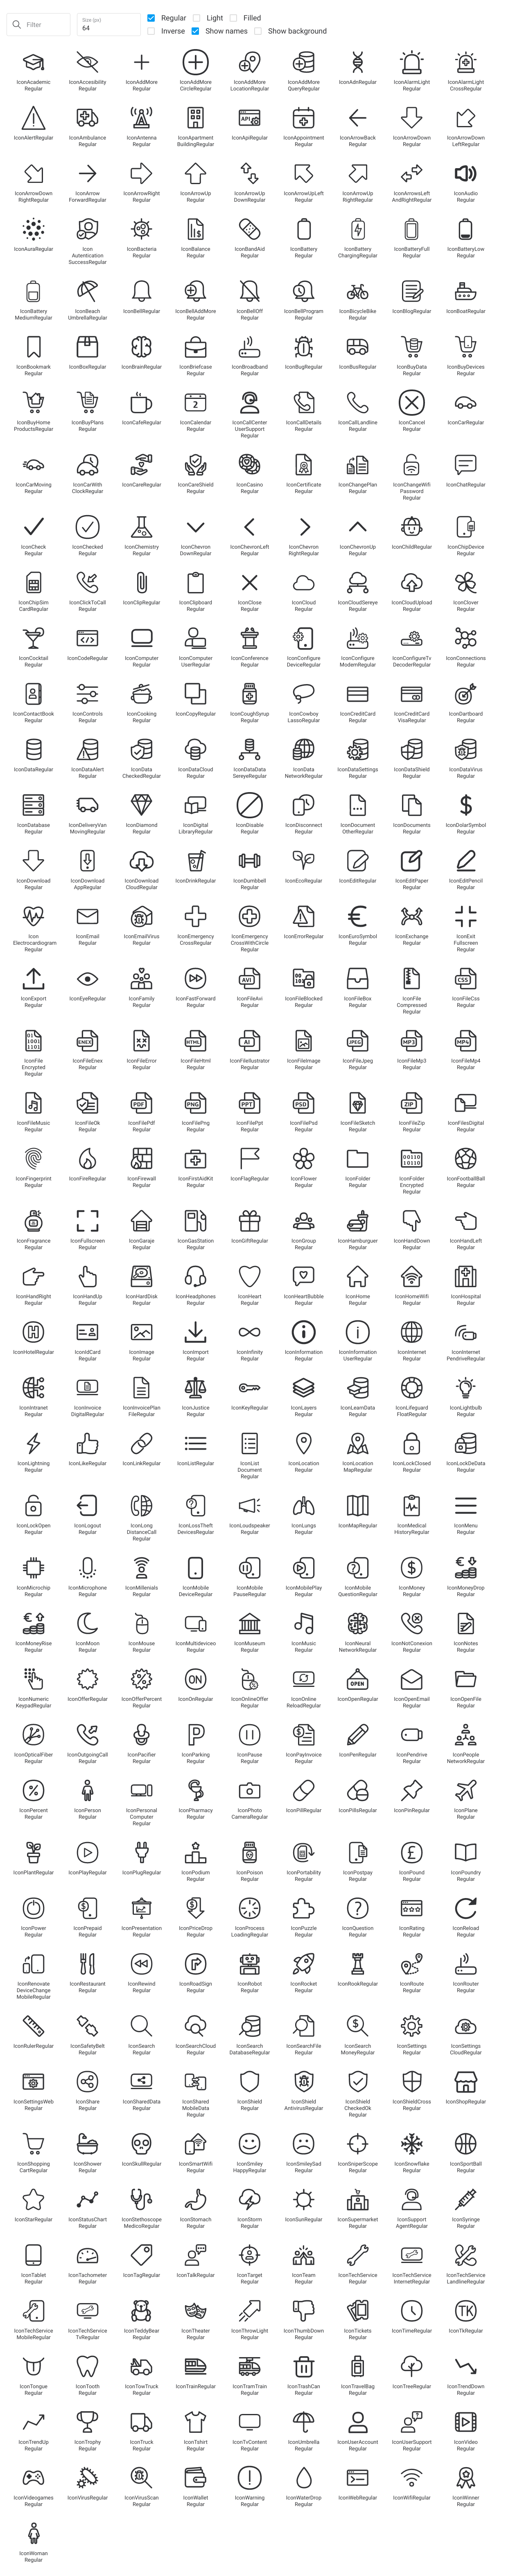 Filter
Size (px)
64
Regular
Light
Filled
Inverse
Show names
Show background
IconAcademic
Regular
IconAccesibility
Regular
IconAddMore
Regular
IconAddMore
CircleRegular
IconAddMore
LocationRegular
IconAddMore
QueryRegular
IconAdnRegular
IconAlarmLight
Regular
IconAlarmLight
CrossRegular
IconAlertRegular
IconAmbulance
Regular
IconAntenna
Regular
IconApartment
BuildingRegular
IconApiRegular
IconAppointment
Regular
IconArrowBack
Regular
IconArrowDown
Regular
IconArrowDown
LeftRegular
IconArrowDown
RightRegular
IconArrow
ForwardRegular
IconArrowRight
Regular
IconArrowUp
Regular
IconArrowUp
DownRegular
IconArrowUpLeft
Regular
IconArrowUp
RightRegular
IconArrowsLeft
AndRightRegular
IconAudio
Regular
IconAuraRegular
Icon
Autentication
SuccessRegular
IconBacteria
Regular
IconBalance
Regular
IconBandAid
Regular
IconBattery
Regular
IconBattery
ChargingRegular
IconBatteryFull
Regular
IconBatteryLow
Regular
IconBattery
MediumRegular
IconBeach
UmbrellaRegular
IconBellRegular
IconBellAddMore
Regular
IconBellOff
Regular
IconBellProgram
Regular
IconBicycleBike
Regular
IconBlogRegular
IconBoatRegular
IconBookmark
Regular
IconBoxRegular
IconBrainRegular
IconBriefcase
Regular
IconBroadband
Regular
IconBugRegular
IconBusRegular
IconBuyData
Regular
IconBuyDevices
Regular
IconBuyHome
ProductsRegular
IconBuyPlans
Regular
IconCafeRegular
2
IconCalendar
Regular
IconCallCenter
UserSupport
Regular
IconCallDetails
Regular
IconCallLandline
Regular
IconCancel
Regular
IconCarRegular
IconCarMoving
Regular
IconCarWith
ClockRegular
IconCareRegular
IconCareShield
Regular
IconCasino
Regular
IconCertificate
Regular
IconChangePlan
Regular
IconChangeWifi
Password
Regular
IconChatRegular
IconCheck
Regular
IconChecked
Regular
IconChemistry
Regular
IconChevron
DownRegular
IconChevronLeft
Regular
IconChevron
RightRegular
IconChevronUp
Regular
IconChildRegular
IconChipDevice
Regular
IconChipSim
CardRegular
IconClickToCall
Regular
IconClipRegular
IconClipboard
Regular
IconClose
Regular
IconCloud
Regular
IconCloudSereye
Regular
IconCloudUpload
Regular
IconClover
Regular
IconCocktail
Regular
IconCodeRegular
IconComputer
Regular
IconComputer
UserRegular
IconConference
Regular
IconConfigure
DeviceRegular
IconConfigure
ModemRegular
IconConfigureTv
DecoderRegular
IconConnections
Regular
IconContactBook
Regular
IconControls
Regular
IconCooking
Regular
IconCopyRegular
IconCoughSyrup
Regular
IconCowboy
LassoRegular
IconCreditCard
Regular
IconCreditCard
VisaRegular
IconDartboard
Regular
IconDataRegular
IconDataAlert
Regular
IconData
CheckedRegular
IconDataCloud
Regular
IconDataData
SereyeRegular
IconData
NetworkRegular
IconDataSettings
Regular
IconDataShield
Regular
IconDataVirus
Regular
IconDatabase
Regular
IconDeliveryVan
MovingRegular
IconDiamond
Regular
IconDigital
LibraryRegular
IconDisable
Regular
IconDisconnect
Regular
IconDocument
OtherRegular
IconDocuments
Regular
IconDolarSymbol
Regular
IconDownload
Regular
IconDownload
AppRegular
IconDownload
CloudRegular
IconDrinkRegular
IconDumbbell
Regular
IconEcoRegular
IconEditRegular
IconEditPaper
Regular
IconEditPencil
Regular
Icon
Electrocardiogram
Regular
IconEmail
Regular
IconEmailVirus
Regular
IconEmergency
CrossRegular
IconEmergency
CrossWithCircle
Regular
IconErrorRegular
IconEuroSymbol
Regular
IconExchange
Regular
IconExit
Fullscreen
Regular
IconExport
Regular
IconEyeRegular
IconFamily
Regular
IconFastForward
Regular
AVI
IconFileAvi
Regular
IconFileBlocked
Regular
IconFileBox
Regular
IconFile
Compressed
Regular
CSS
IconFileCss
Regular
IconFile
Encrypted
Regular
ENEX
IconFileEnex
Regular
IconFileError
Regular
HTML
IconFileHtml
Regular
AI
IconFileIllustrator
Regular
IconFileImage
Regular
JPEG
IconFileJpeg
Regular
MP3
IconFileMp3
Regular
MP4
IconFileMp4
Regular
IconFileMusic
Regular
IconFileOk
Regular
PDF
IconFilePdf
Regular
PNG
IconFilePng
Regular
PPT
IconFilePpt
Regular
PSD
IconFilePsd
Regular
IconFileSketch
Regular
ZIP
IconFileZip
Regular
IconFilesDigital
Regular
IconFingerprint
Regular
IconFireRegular
IconFirewall
Regular
IconFirstAidKit
Regular
IconFlagRegular
IconFlower
Regular
IconFolder
Regular
00110
10110
IconFolder
Encrypted
Regular
IconFootballBall
Regular
IconFragrance
Regular
IconFullscreen
Regular
IconGaraje
Regular
IconGasStation
Regular
IconGiftRegular
IconGroup
Regular
IconHamburguer
Regular
IconHandDown
Regular
IconHandLeft
Regular
IconHandRight
Regular
IconHandUp
Regular
IconHardDisk
Regular
IconHeadphones
Regular
IconHeart
Regular
IconHeartBubble
Regular
IconHome
Regular
IconHomeWifi
Regular
IconHospital
Regular
H
IconHotelRegular
IconIdCard
Regular
IconImage
Regular
IconImport
Regular
IconInfinity
Regular
IconInformation
Regular
IconInformation
UserRegular
IconInternet
Regular
IconInternet
PendriveRegular
IconIntranet
Regular
IconInvoice
DigitalRegular
IconInvoicePlan
FileRegular
IconJustice
Regular
IconKeyRegular
IconLayers
Regular
IconLearnData
Regular
IconLifeguard
FloatRegular
IconLightbulb
Regular
IconLightning
Regular
IconLikeRegular
IconLinkRegular
IconListRegular
IconList
Document
Regular
IconLocation
Regular
IconLocation
MapRegular
IconLockClosed
Regular
IconLockDeData
Regular
IconLockOpen
Regular
IconLogout
Regular
IconLong
DistanceCall
Regular
IconLossTheft
DevicesRegular
IconLoudspeaker
Regular
IconLungs
Regular
IconMapRegular
IconMedical
HistoryRegular
IconMenu
Regular
IconMicrochip
Regular
IconMicrophone
Regular
IconMillenials
Regular
IconMobile
DeviceRegular
IconMobile
PauseRegular
IconMobilePlay
Regular
IconMobile
QuestionRegular
IconMoney
Regular
IconMoneyDrop
Regular
IconMoneyRise
Regular
IconMoon
Regular
IconMouse
Regular
IconMultideviceo
Regular
IconMuseum
Regular
IconMusic
Regular
IconNeural
NetworkRegular
IconNotConexion
Regular
IconNotes
Regular
IconNumeric
KeypadRegular
IconOfferRegular
IconOfferPercent
Regular
ON
IconOnRegular
IconOnlineOffer
Regular
IconOnline
ReloadRegular
OPEN
IconOpenRegular
IconOpenEmail
Regular
IconOpenFile
Regular
IconOpticalFiber
Regular
IconOutgoingCall
Regular
IconPacifier
Regular
IconParking
Regular
IconPause
Regular
IconPayInvoice
Regular
IconPenRegular
IconPendrive
Regular
IconPeople
NetworkRegular
IconPercent
Regular
IconPerson
Regular
IconPersonal
Computer
Regular
IconPharmacy
Regular
IconPhoto
CameraRegular
IconPillRegular
IconPillsRegular
IconPinRegular
IconPlane
Regular
IconPlantRegular
IconPlayRegular
IconPlugRegular
IconPodium
Regular
IconPoison
Regular
IconPortability
Regular
IconPostpay
Regular
IconPound
Regular
IconPoundry
Regular
IconPower
Regular
IconPrepaid
Regular
IconPresentation
Regular
IconPriceDrop
Regular
IconProcess
LoadingRegular
IconPuzzle
Regular
IconQuestion
Regular
IconRating
Regular
IconReload
Regular
IconRenovate
DeviceChange
MobileRegular
IconRestaurant
Regular
IconRewind
Regular
IconRoadSign
Regular
IconRobot
Regular
IconRocket
Regular
IconRookRegular
IconRoute
Regular
IconRouter
Regular
IconRulerRegular
IconSafetyBelt
Regular
IconSearch
Regular
IconSearchCloud
Regular
IconSearch
DatabaseRegular
IconSearchFile
Regular
IconSearch
MoneyRegular
IconSettings
Regular
IconSettings
CloudRegular
IconSettingsWeb
Regular
IconShare
Regular
IconSharedData
Regular
IconShared
MobileData
Regular
IconShield
Regular
IconShield
AntivirusRegular
IconShield
CheckedOk
Regular
IconShieldCross
Regular
IconShopRegular
IconShopping
CartRegular
IconShower
Regular
IconSkullRegular
IconSmartWifi
Regular
IconSmiley
HappyRegular
IconSmileySad
Regular
IconSniperScope
Regular
IconSnowflake
Regular
IconSportBall
Regular
IconStarRegular
IconStatusChart
Regular
IconStethoscope
MedicoRegular
IconStomach
Regular
IconStorm
Regular
IconSunRegular
IconSupermarket
Regular
IconSupport
AgentRegular
IconSyringe
Regular
IconTablet
Regular
IconTachometer
Regular
IconTagRegular
IconTalkRegular
IconTarget
Regular
IconTeam
Regular
IconTechService
Regular
IconTechService
InternetRegular
IconTechService
LandlineRegular
IconTechService
MobileRegular
IconTechService
TvRegular
IconTeddyBear
Regular
IconTheater
Regular
IconThrowLight
Regular
IconThumbDown
Regular
IconTickets
Regular
IconTimeRegular
TK
IconTkRegular
IconTongue
Regular
IconTooth
Regular
IconTowTruck
Regular
IconTrainRegular
IconTramTrain
Regular
IconTrashCan
Regular
IconTravelBag
Regular
IconTreeRegular
IconTrendDown
Regular
IconTrendUp
Regular
IconTrophy
Regular
IconTruck
Regular
IconTshirt
Regular
IconTvContent
Regular
IconUmbrella
Regular
IconUserAccount
Regular
IconUserSupport
Regular
IconVideo
Regular
IconVideogames
Regular
IconVirusRegular
IconVirusScan
Regular
IconWallet
Regular
IconWarning
Regular
IconWaterDrop
Regular
IconWebRegular
IconWifiRegular
IconWinner
Regular
IconWoman
Regular